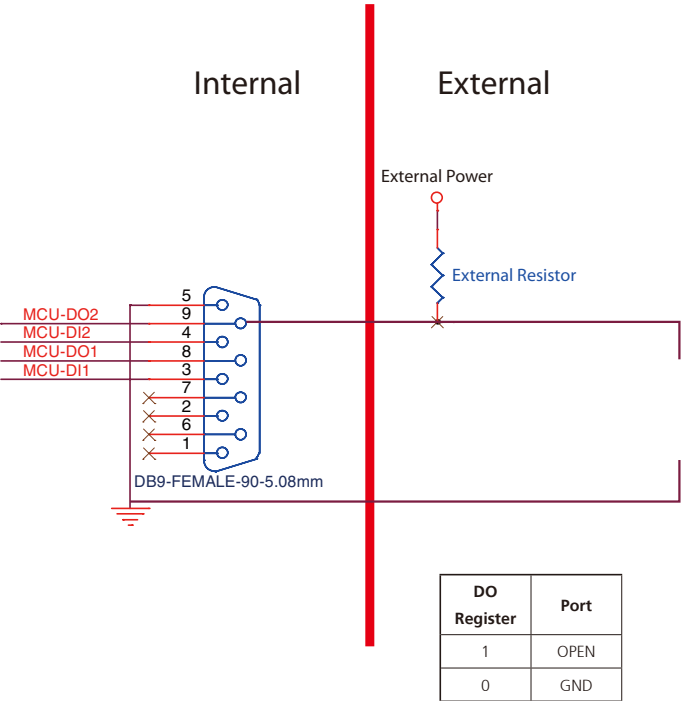 Internal
External
External Power
External Resistor
5
MCU-DO2
9
MCU-DI2
4
MCU-DO1
8
MCU-DI1
3
7
2
6
1
DB9-FEMALE-90-5.08mm
DO
Register
Port
1
OPEN
0
GND